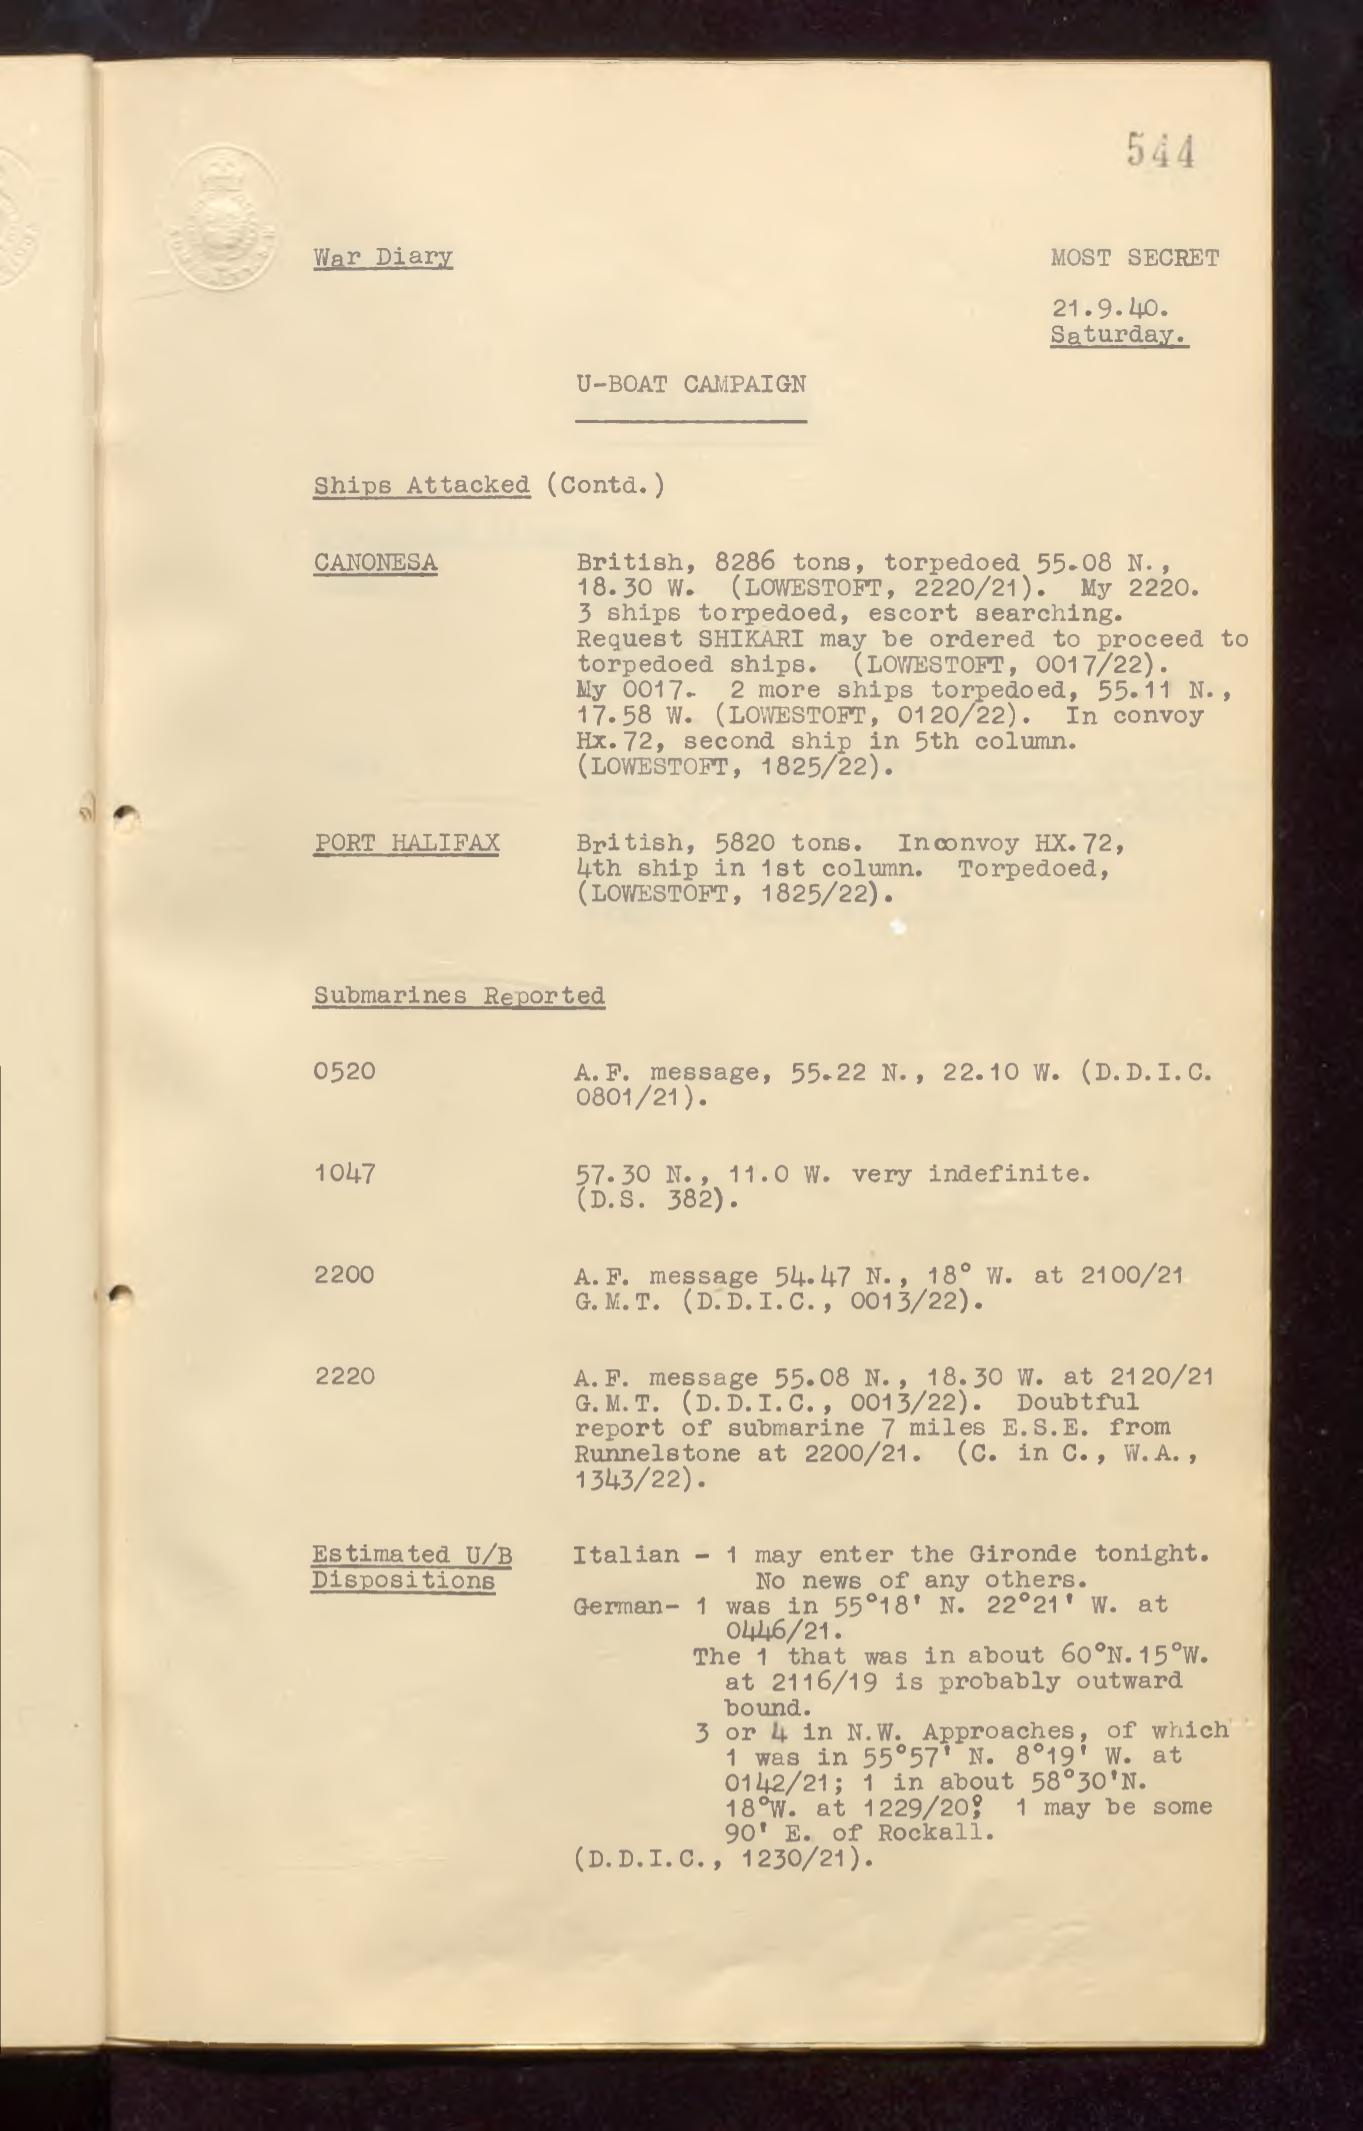 544
War Diary
MOST SECRET
21.9.40.
Saturday.
U-BOAT CAMPAIGN
Ships Attacked (Contd.)
CANONESA
British, 8286 tons, torpedoed 55.08 N.,
18.30 W. (LOWESTOFT, 2220/21). My 2220.
3 ships torpedoed, escort searching.
Request SHIKARI may be ordered to proceed to
torpedoed ships. (LOWESTOFT, 0017/22).
My 0017. 2 more ships torpedoed, 55.11 N.,
17.58 W. (LOWESTOFT, 0120/22). In convoy
Hx.72, second ship in 5th column.
(LOWESTOFT, 1825/22).
PORT HALIFAX
British, 5820 tons. Inconvoy HX.72,
4th ship in 1st column. Torpedoed,
(LOWESTOFT, 1825/22).
Submarines Reported
0520
A.F. message, 55.22 N., 22.10 W. (D.D.I.C.
0801/21).
1047
57.30 N., 11.0 W. very indefinite.
(D.S. 382).
2200
A.F. message 54.47 N., 18° W. at 2100/21
G.M.T. (D.D.I.C., 0013/22).
2220
A.F. message 55.08 N., 18.30 W. at 2120/21
G.M.T. (D.D.I.C., 0013/22). Doubtful
report of submarine 7 miles E.S.E. from
Runnelstone at 2200/21. (C. in C., W.A.,
1343/22).
Estimated U/B
Dispositions
Italian - 1 may enter the Gironde tonight.
No news of any others.
German- 1 was in 55°18' N. 22°21' W. at
0446/21.
The 1 that was in about 60°N.15°W.
at 2116/19 is probably outward
bound.
3 or 4 in N.W. Approaches, of which
1 was in 55°57' N. 8°19' W. at
0142/21; 1 in about 58°30'N.
18°W. at 1229/20; 1 may be some
90' E. of Rockall.
(D.D.I.C., 1230/21).